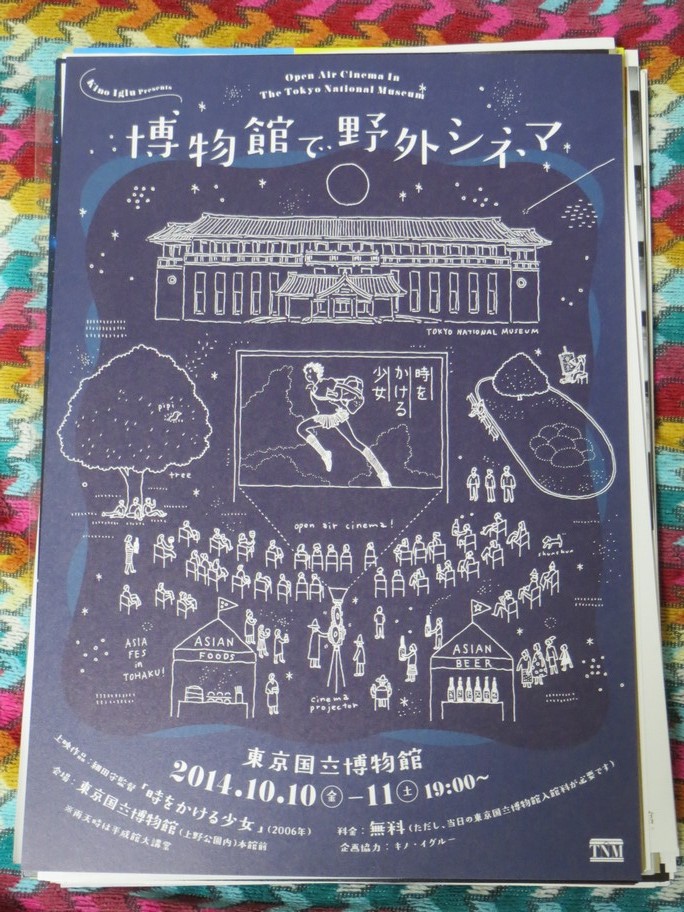 Kino Iglu Presents
Open Air Cinema In
The Tokyo National Museum
博物館で野外シネマ
TOKYO NATIONAL MUSEUM
時を
かける
少女
pipi
tree
open air cinema!
shunshun
ASIA
FES
in
TOHAKU!
ASIAN
FOODS
ASIAN
BEER
cinema
projector
東京国立博物館
2014.10.10㊎—11㊏ 19:00~
上映作品：細田守監督『時をかける少女』(2006年)
会場：東京国立博物館(上野公園内)本館前
※雨天時は平成館大講堂
料金：無料(ただし、当日の東京国立博物館入館料が必要です)
企画協力：キノ・イグルー
TNM